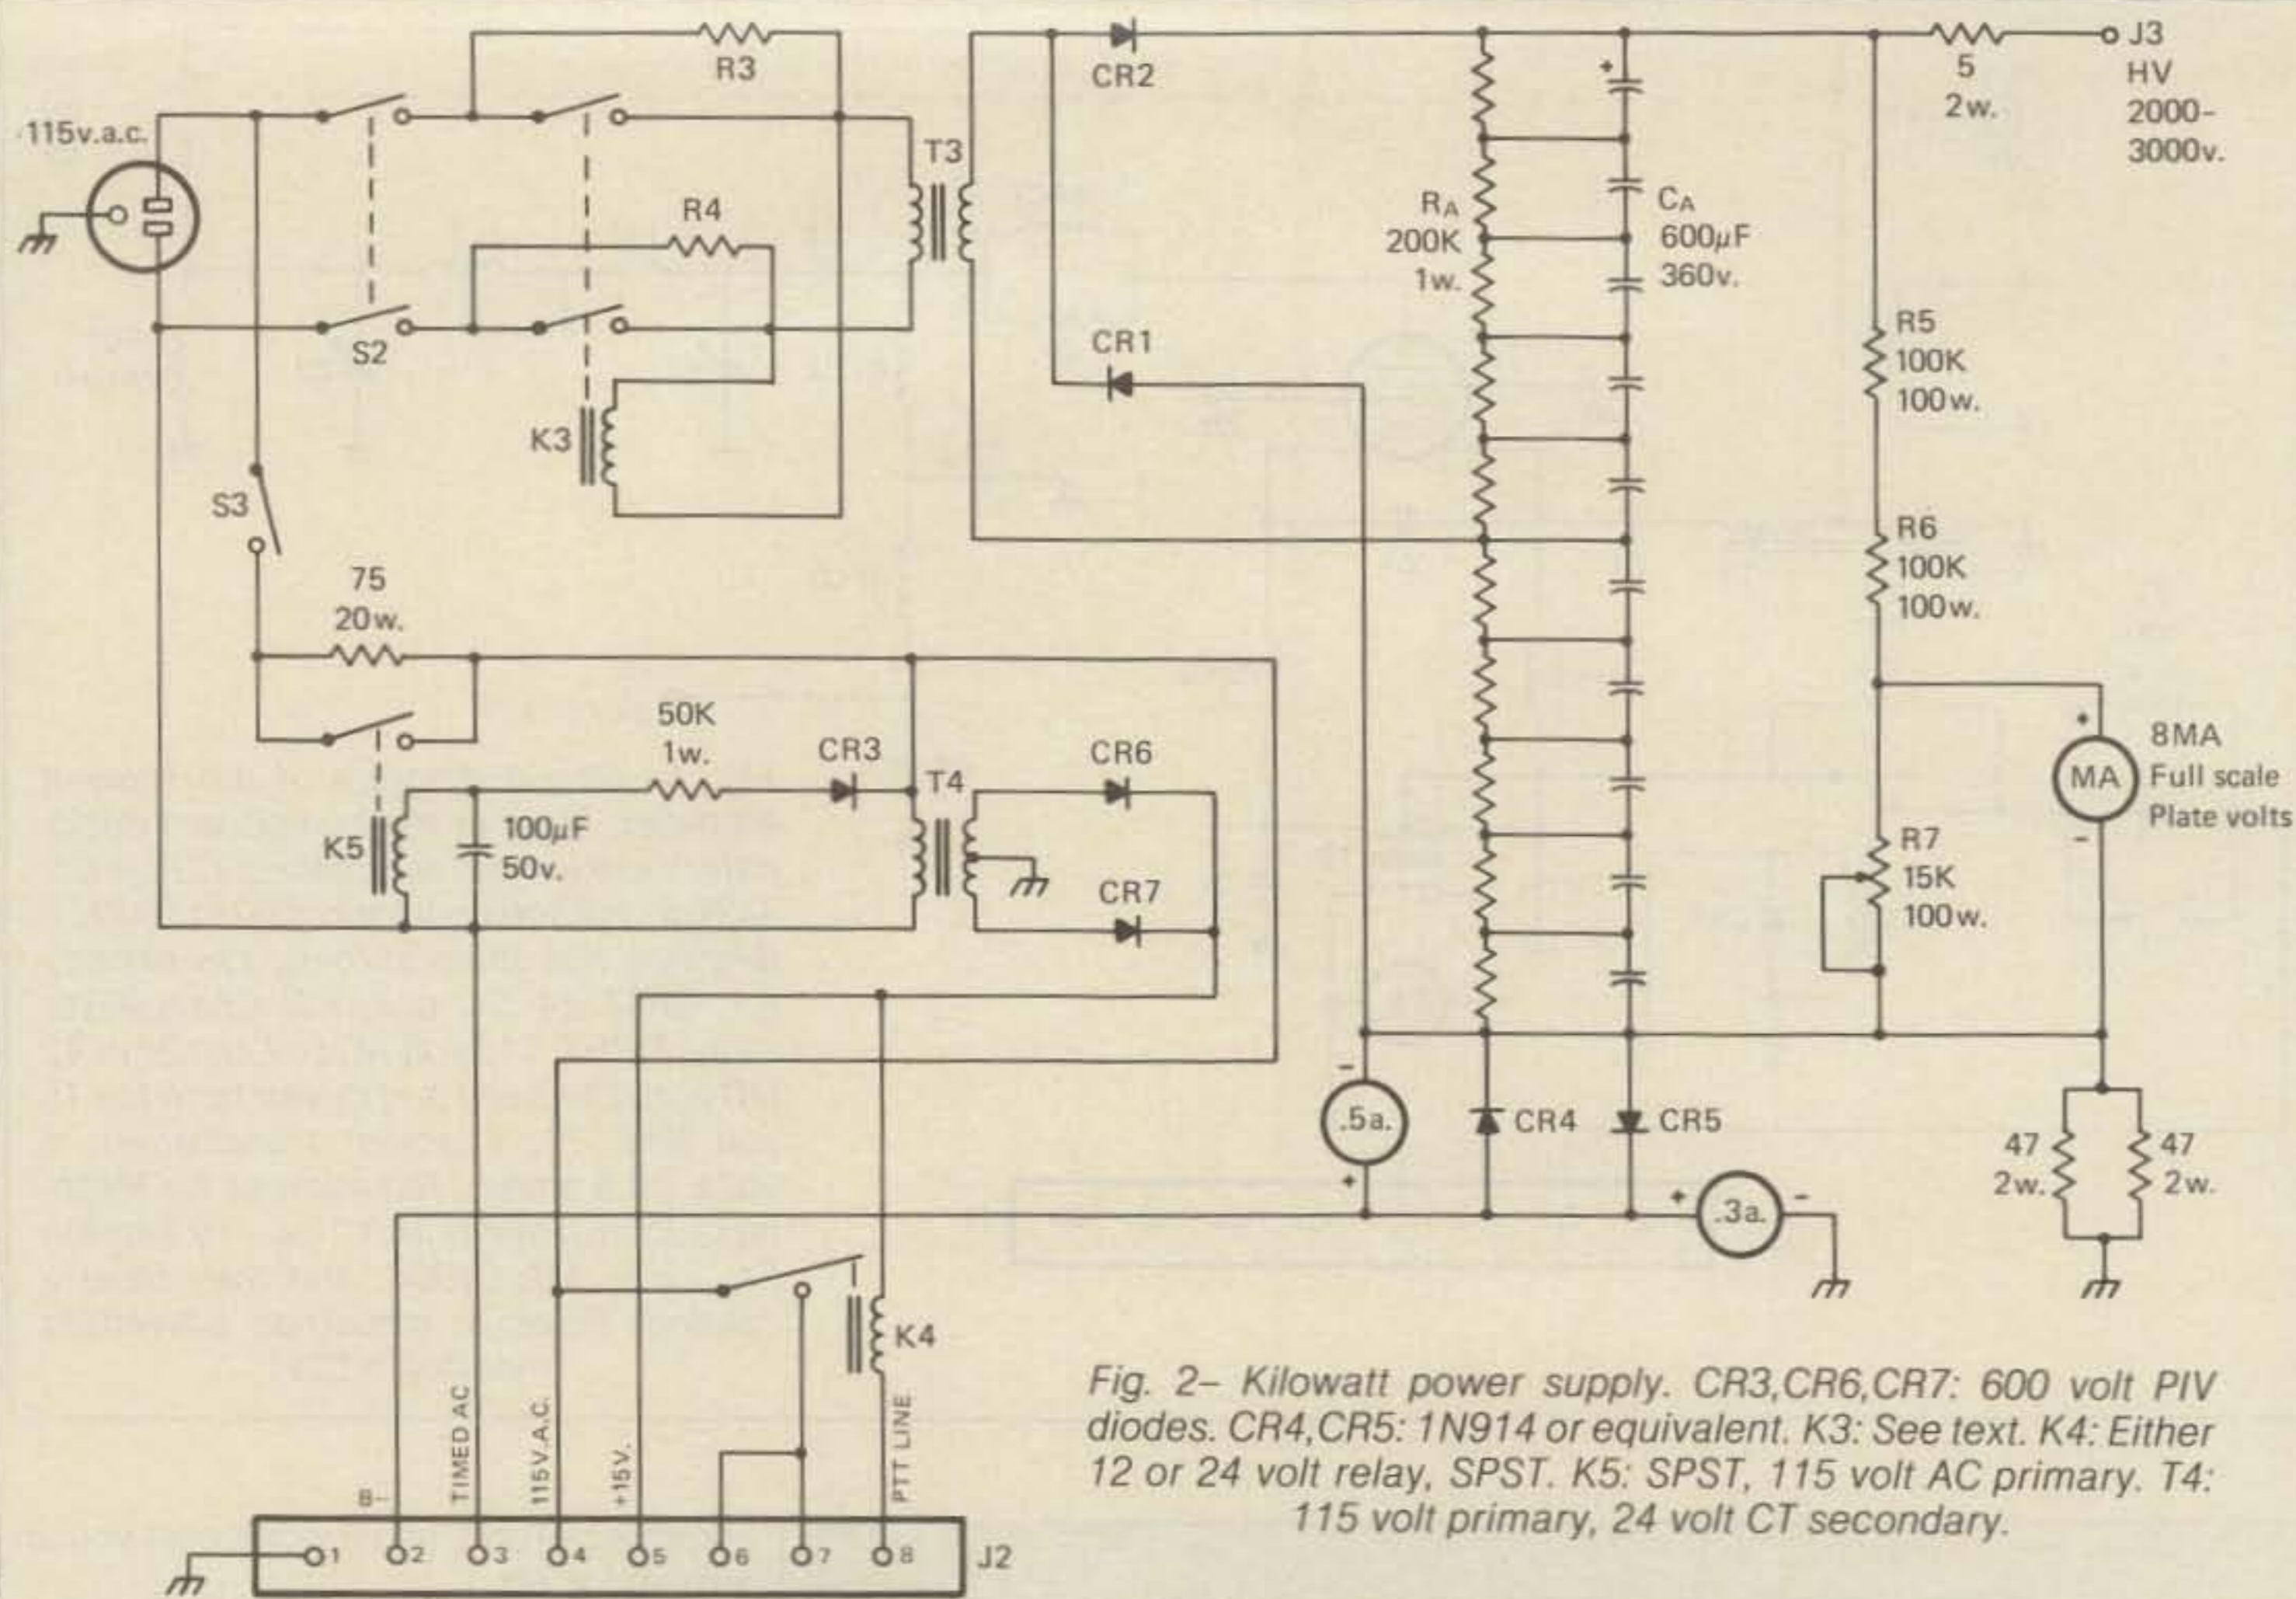 R3
115v.a.c.
S2
R4
K3
T3
CR2
CR1
RA
200K
1w.
CA
600µF
360v.
+
5
2w.
J3
HV
2000-
3000v.
R5
100K
100w.
R6
100K
100w.
R7
15K
100w.
+
MA
-
8MA
Full scale
Plate volts
S3
75
20w.
50K
1w.
CR3
K5
100µF
50v.
T4
CR6
CR7
-
.5a.
+
CR4
CR5
+
.3a.
-
47
2w.
47
2w.
K4
B-
TIMED AC
115V.A.C.
+15V.
PTT LINE
1
2
3
4
5
6
7
8
J2
Fig. 2– Kilowatt power supply. CR3,CR6,CR7: 600 volt PIV
diodes. CR4,CR5: 1N914 or equivalent. K3: See text. K4: Either
12 or 24 volt relay, SPST. K5: SPST, 115 volt AC primary. T4:
115 volt primary, 24 volt CT secondary.